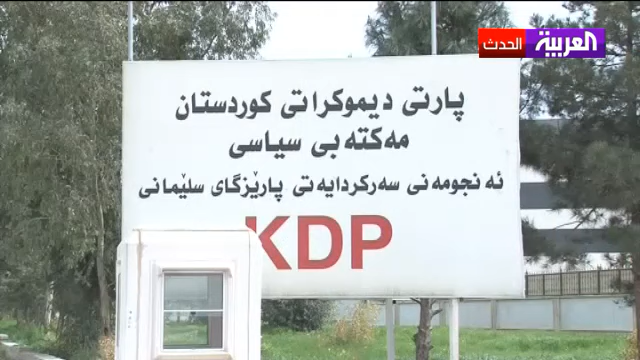 الحدث العربية
پارتی دیموکراتی کوردستان
مەکتەبی سیاسی
ئەنجومەنی سەرکردایەتی پارێزگای سلێمانی
KDP